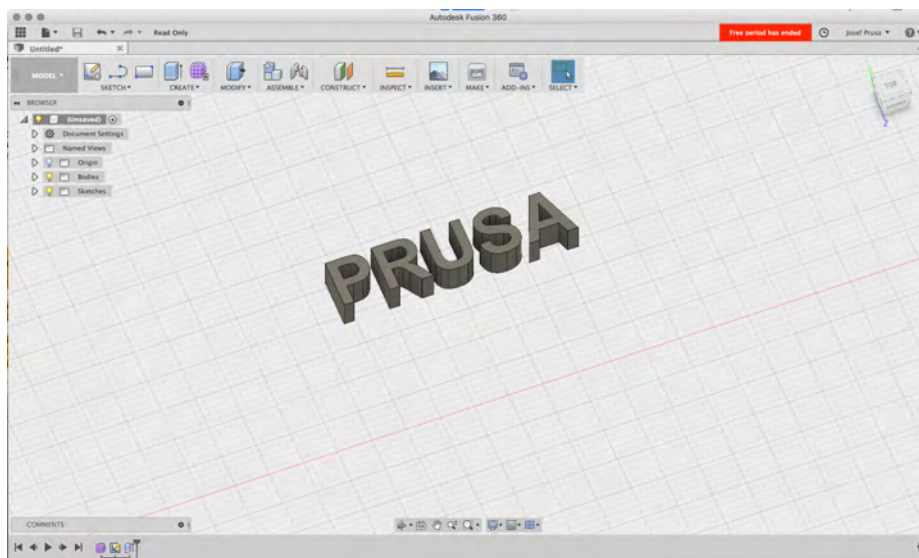 Autodesk Fusion 360
Read Only
Free period has ended
Josef Prusa
Untitled*
MODEL
SKETCH
CREATE
MODIFY
ASSEMBLE
CONSTRUCT
INSPECT
INSERT
MAKE
ADD-INS
SELECT
BROWSER
TOP
Z
(Unsaved)
Document Settings
Named Views
Origin
Bodies
Sketches
PRUSA
COMMENTS